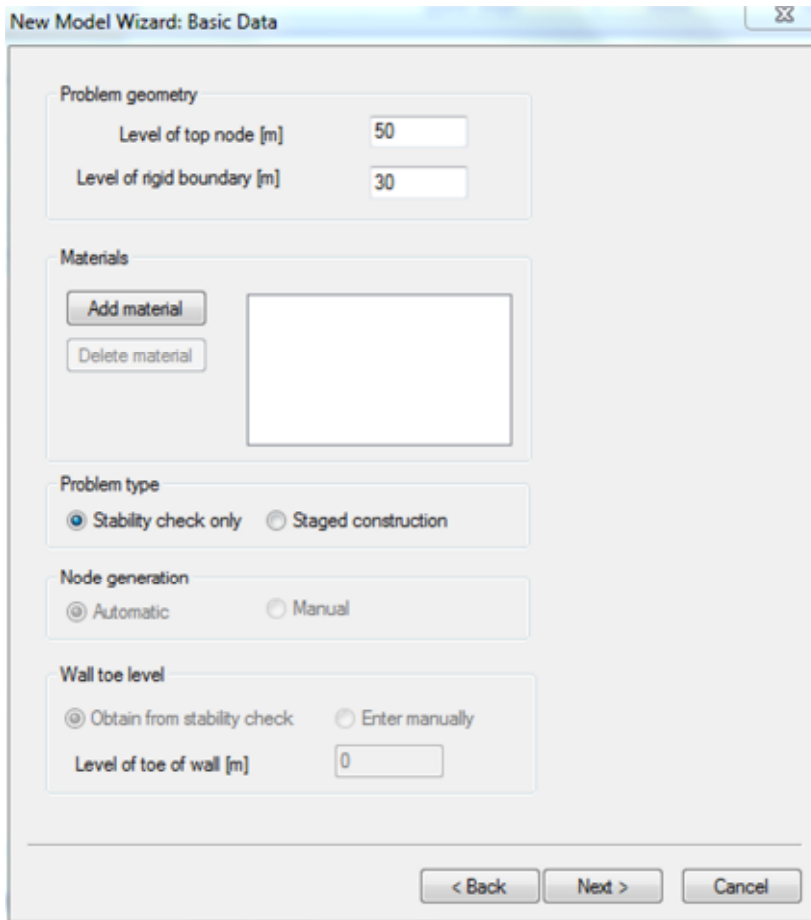 New Model Wizard: Basic Data
Problem geometry
Level of top node [m] 50
Level of rigid boundary [m] 30
Materials
Add material
Delete material
Problem type
Stability check only Staged construction
Node generation
Automatic Manual
Wall toe level
Obtain from stability check Enter manually
Level of toe of wall [m] 0
< Back Next > Cancel